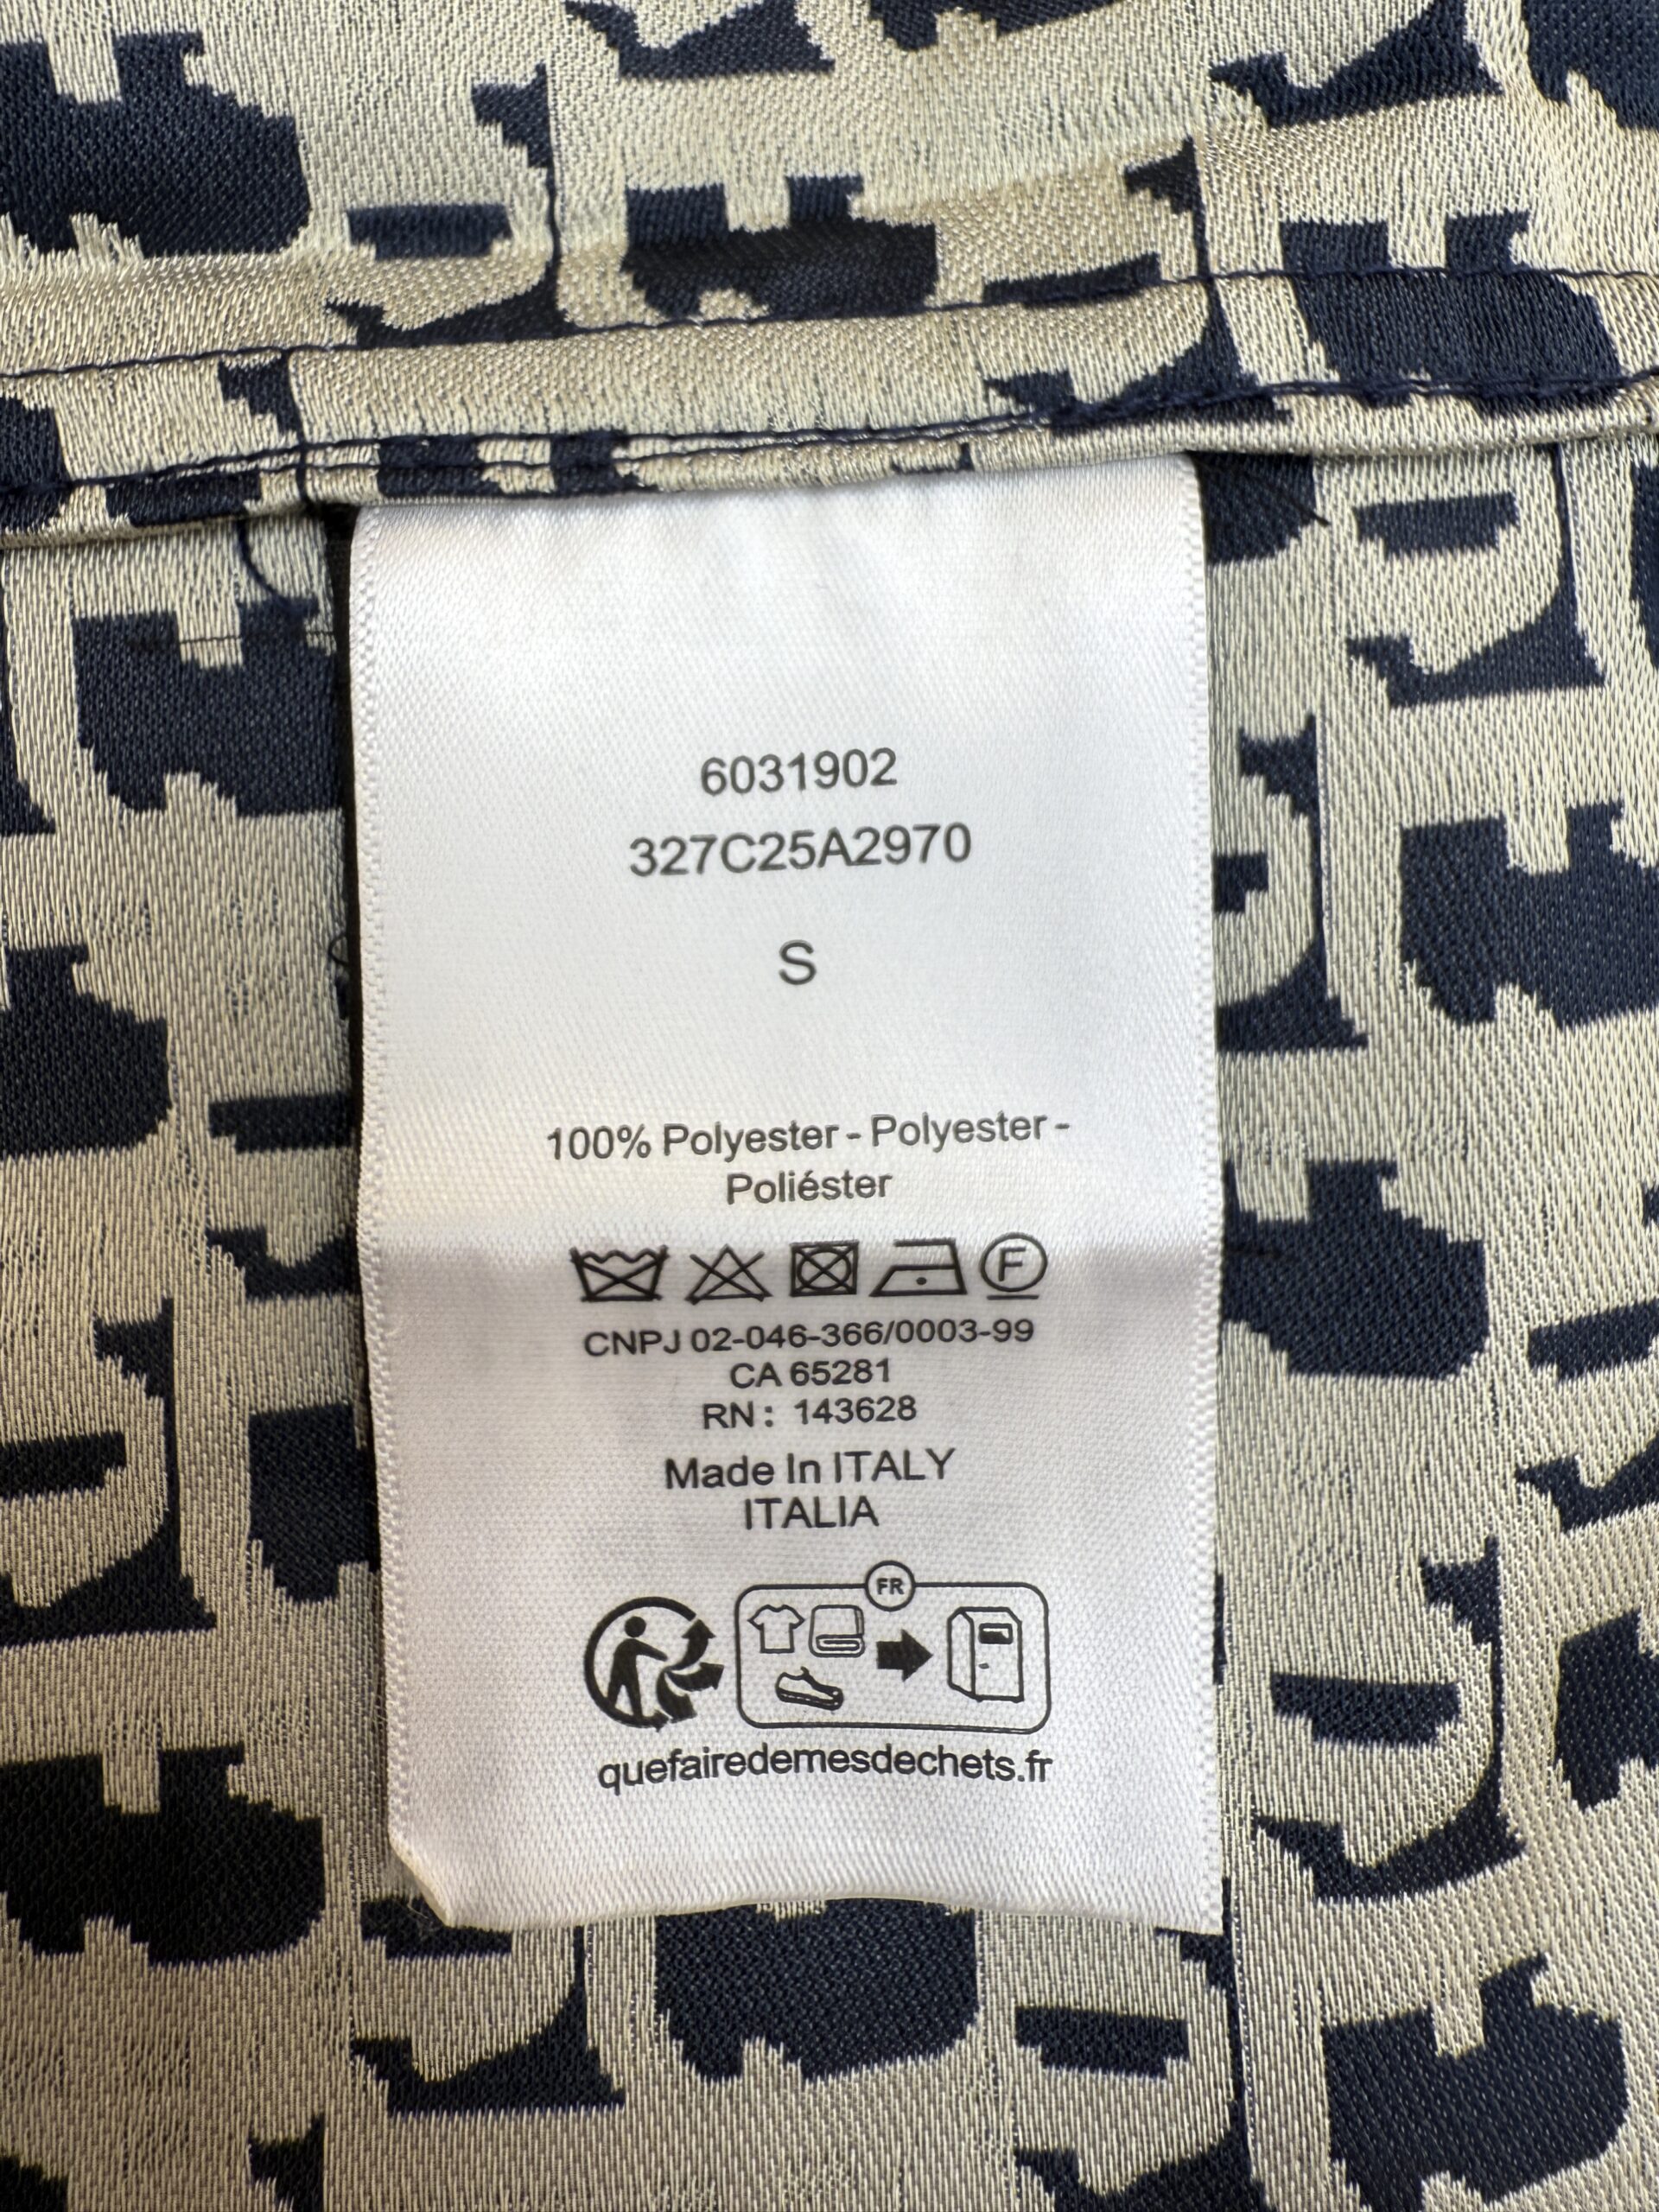 6031902
327C25A2970
S
100% Polyester - Polyester -
Poliéster
F
CNPJ 02-046-366/0003-99
CA 65281
RN: 143628
Made In ITALY
ITALIA
FR
quefairedemesdechets.fr